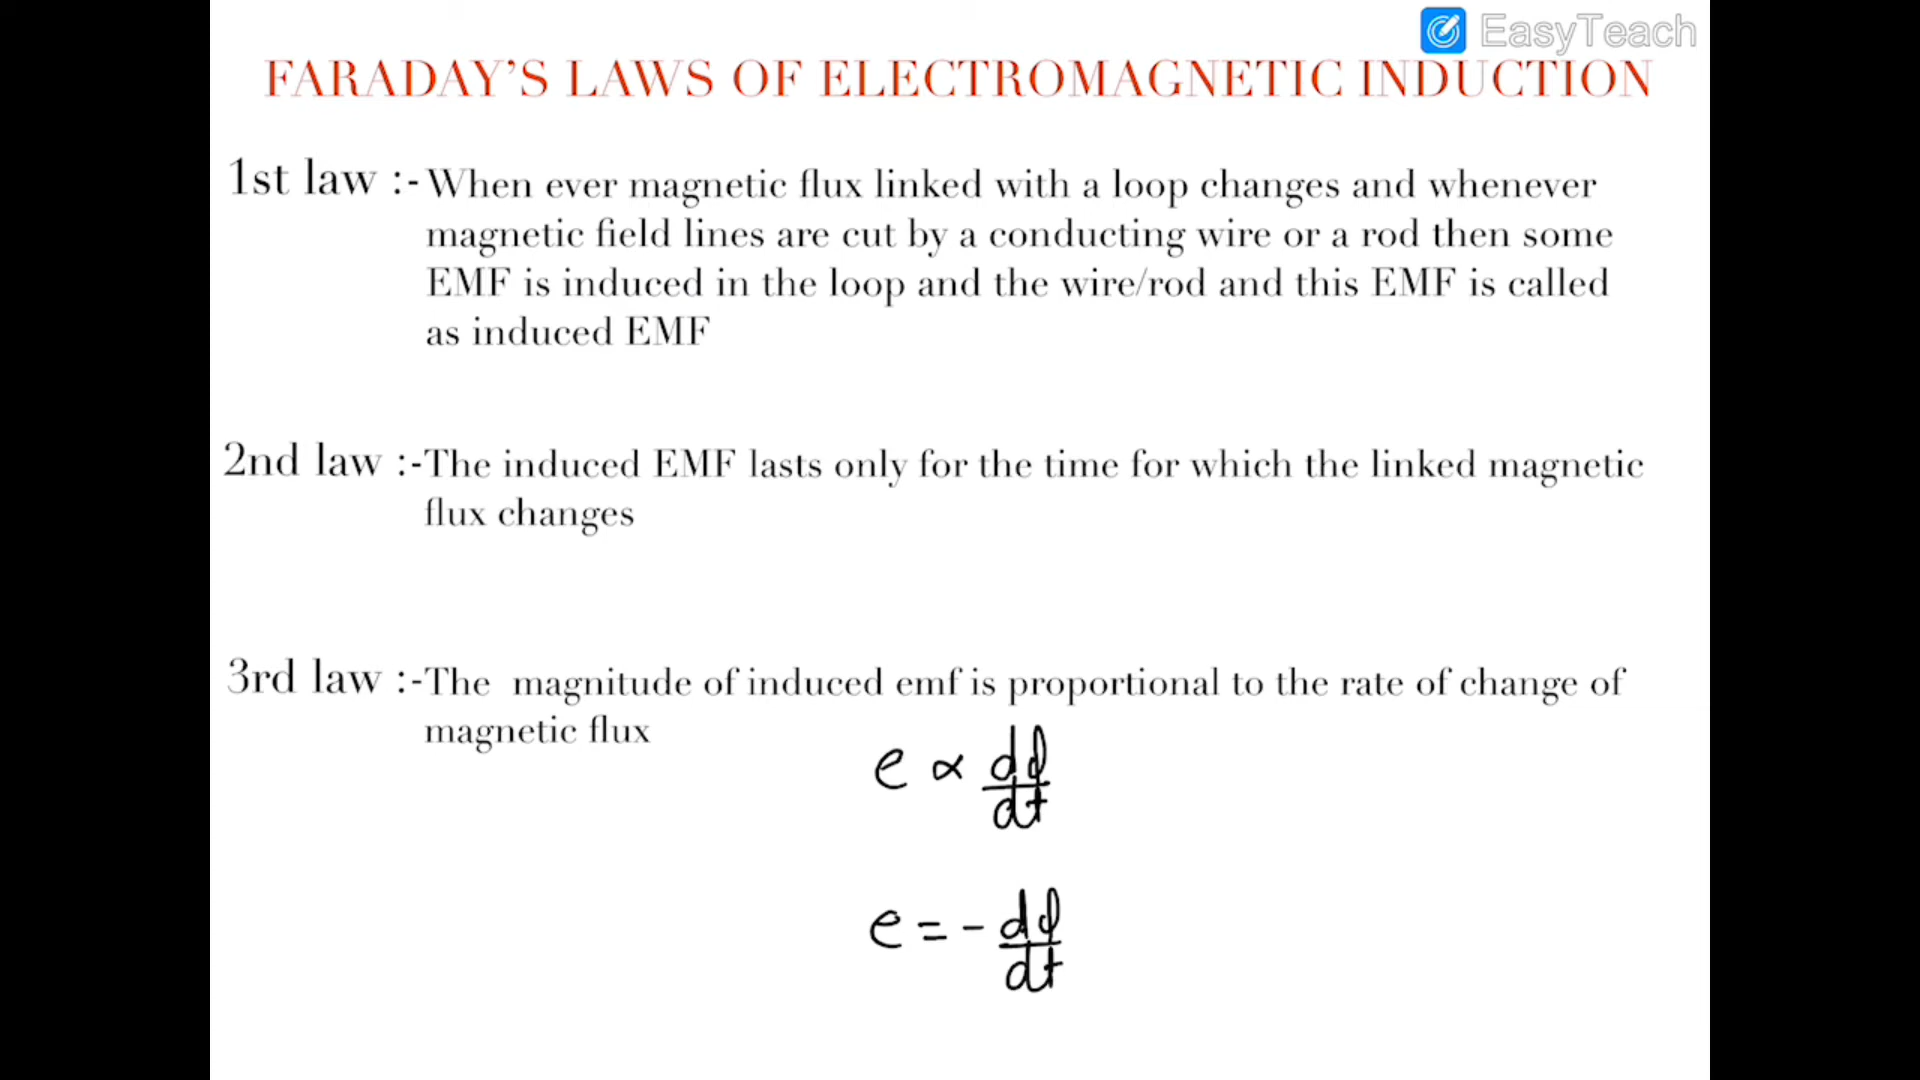 EasyTeach
FARADAY'S LAWS OF ELECTROMAGNETIC INDUCTION
1st law :- When ever magnetic flux linked with a loop changes and whenever
magnetic field lines are cut by a conducting wire or a rod then some
EMF is induced in the loop and the wire/rod and this EMF is called
as induced EMF
2nd law :-The induced EMF lasts only for the time for which the linked magnetic
flux changes
3rd law :-The magnitude of induced emf is proportional to the rate of change of
magnetic flux
e ∝ dϕ/dt
e = - dϕ/dt